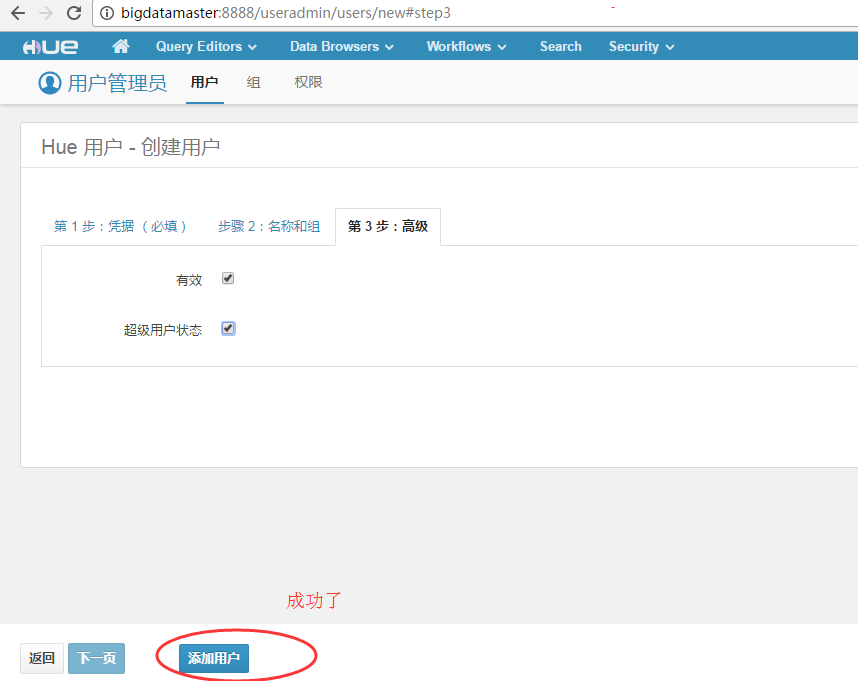 bigdatamaster:8888/useradmin/users/new#step3
HUE Query Editors Data Browsers Workflows Search Security
用户管理员 用户 组 权限
Hue 用户 - 创建用户
第 1 步：凭据（必填） 步骤 2：名称和组 第 3 步：高级
有效
超级用户状态
成功了
返回 下一页 添加用户